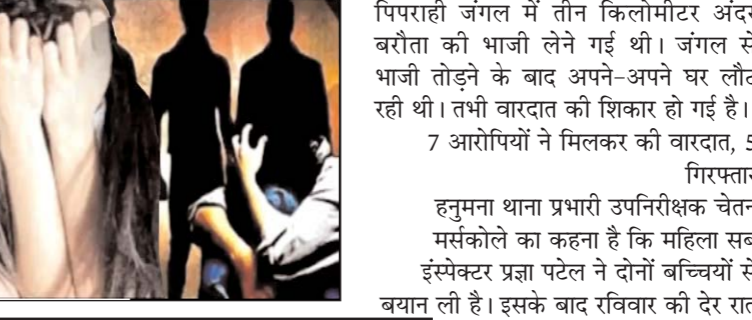 पिपराही जंगल में तीन किलोमीटर अंदर
बरौता की भाजी लेने गई थी। जंगल से
भाजी तोड़ने के बाद अपने-अपने घर लौट
रही थी। तभी वारदात की शिकार हो गई है।
7 आरोपियों ने मिलकर की वारदात, 5
गिरफ्तार
हनुमना थाना प्रभारी उपनिरीक्षक चेतन
मर्सकोले का कहना है कि महिला सब
इंस्पेक्टर प्रज्ञा पटेल ने दोनों बच्चियों से
बयान ली है। इसके बाद रविवार की देर रात